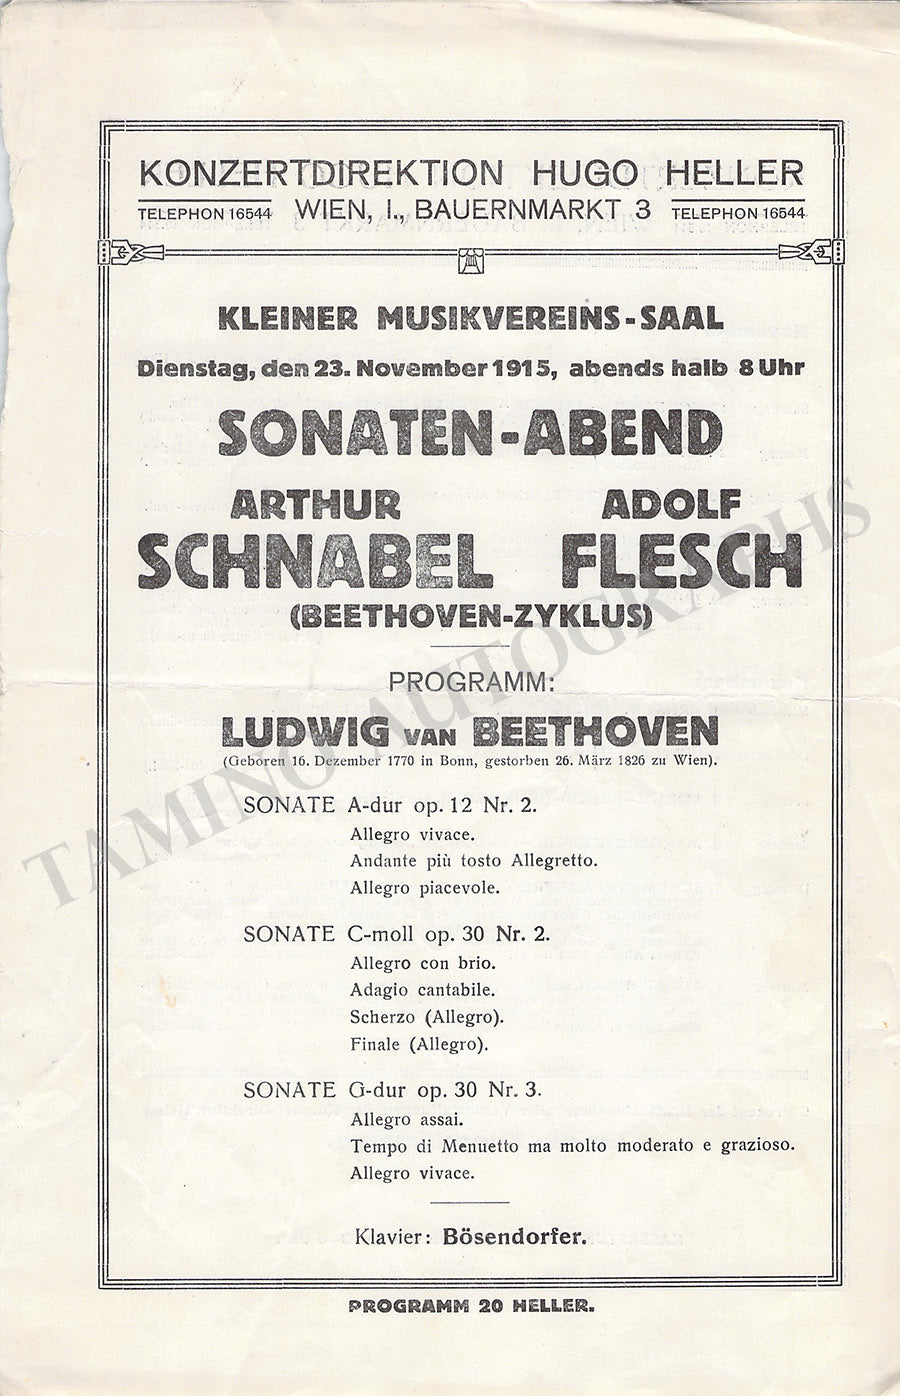 KONZERTDIREKTION HUGO HELLER
TELEPHON 16544 WIEN, I., BAUERNMARKT 3 TELEPHON 16544
KLEINER MUSIKVEREINS-SAAL
Dienstag, den 23. November 1915, abends halb 8 Uhr
SONATEN-ABEND
ARTHUR ADOLF
SCHNABEL FLESCH
(BEETHOVEN-ZYKLUS)
PROGRAMM:
LUDWIG VAN BEETHOVEN
(Geboren 16. Dezember 1770 in Bonn, gestorben 26. März 1826 zu Wien).
SONATE A-dur op. 12 Nr. 2.
Allegro vivace.
Andante più tosto Allegretto.
Allegro piacevole.
SONATE C-moll op. 30 Nr. 2.
Allegro con brio.
Adagio cantabile.
Scherzo (Allegro).
Finale (Allegro).
SONATE G-dur op. 30 Nr. 3.
Allegro assai.
Tempo di Menuetto ma molto moderato e grazioso.
Allegro vivace.
Klavier: Bösendorfer.
PROGRAMM 20 HELLER.
TAMINO AUTOGRAPHS